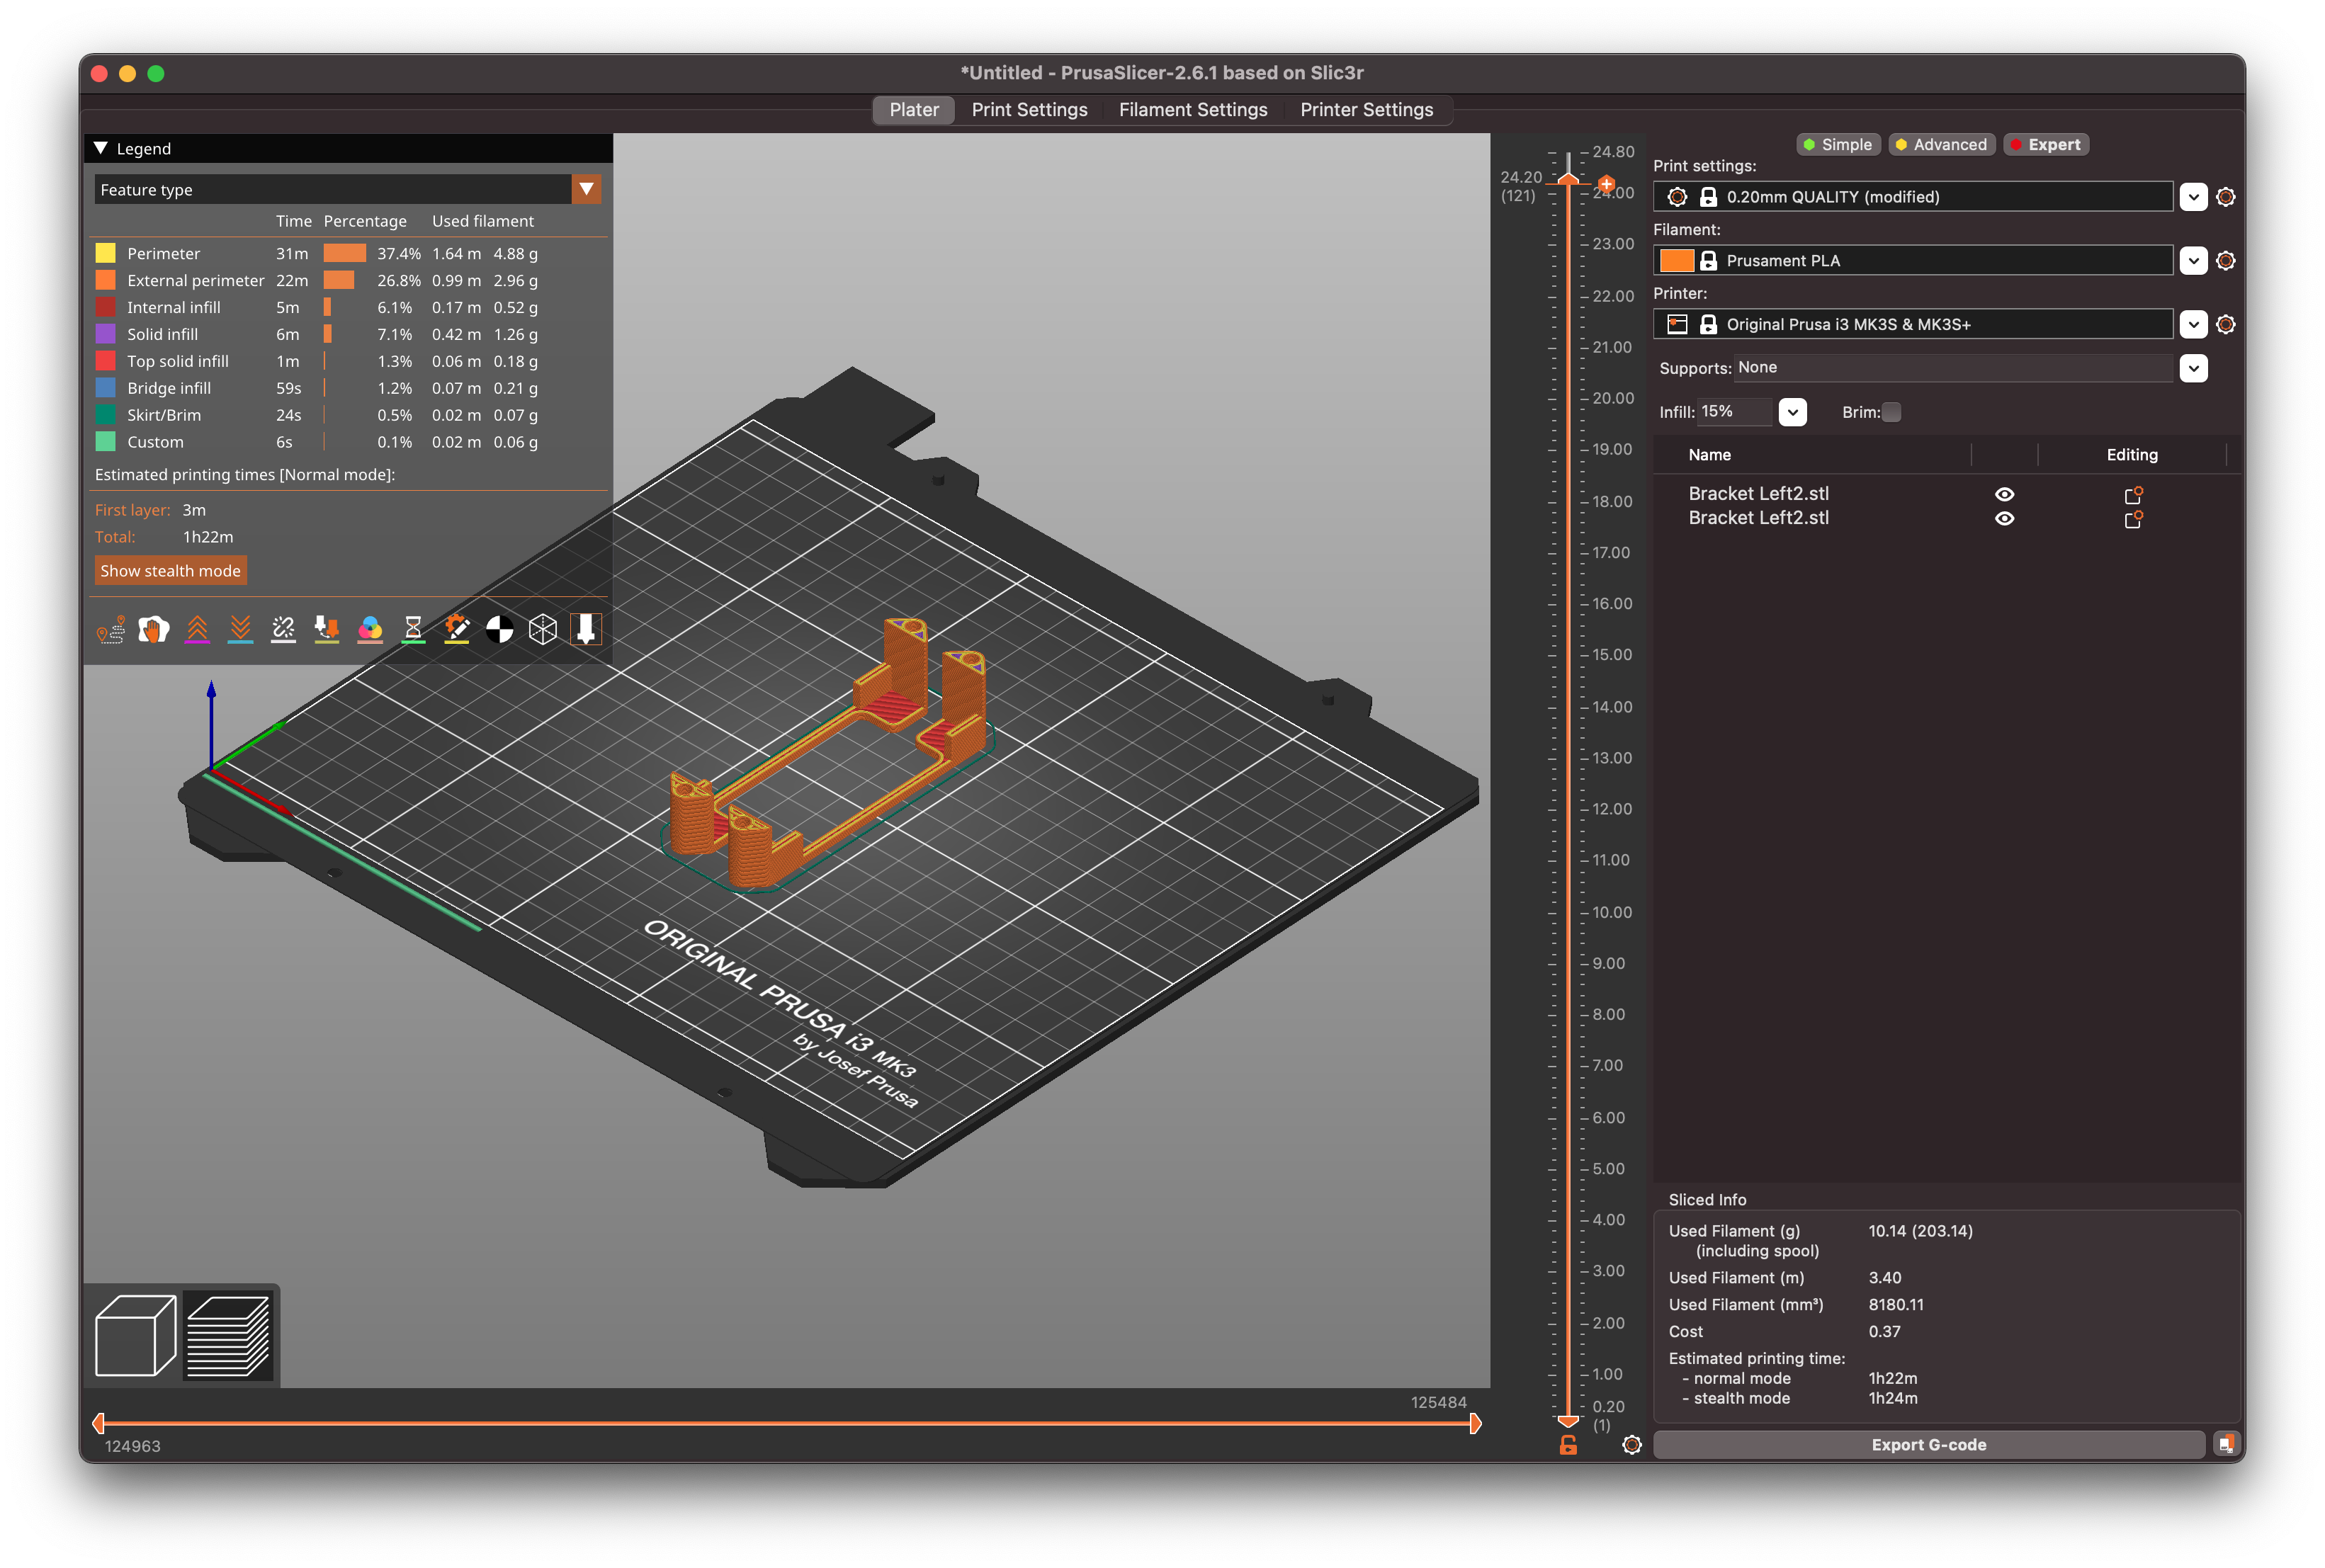 *Untitled - PrusaSlicer-2.6.1 based on Slic3r
Plater Print Settings Filament Settings Printer Settings
Legend
Feature type
Time Percentage Used filament
Perimeter 31m 37.4% 1.64 m 4.88 g
External perimeter 22m 26.8% 0.99 m 2.96 g
Internal infill 5m 6.1% 0.17 m 0.52 g
Solid infill 6m 7.1% 0.42 m 1.26 g
Top solid infill 1m 1.3% 0.06 m 0.18 g
Bridge infill 59s 1.2% 0.07 m 0.21 g
Skirt/Brim 24s 0.5% 0.02 m 0.07 g
Custom 6s 0.1% 0.02 m 0.06 g
Estimated printing times [Normal mode]:
First layer: 3m
Total: 1h22m
Show stealth mode
ORIGINAL PRUSA i3 MK3
by Josef Prusa
125484
124963
24.20
(121)
24.80
24.00
23.00
22.00
21.00
20.00
19.00
18.00
17.00
16.00
15.00
14.00
13.00
12.00
11.00
10.00
9.00
8.00
7.00
6.00
5.00
4.00
3.00
2.00
1.00
0.20
(1)
Simple Advanced Expert
Print settings:
0.20mm QUALITY (modified)
Filament:
Prusament PLA
Printer:
Original Prusa i3 MK3S & MK3S+
Supports: None
Infill: 15% Brim:
Name Editing
Bracket Left2.stl
Bracket Left2.stl
Sliced Info
Used Filament (g) 10.14 (203.14)
(including spool)
Used Filament (m) 3.40
Used Filament (mm³) 8180.11
Cost 0.37
Estimated printing time:
- normal mode 1h22m
- stealth mode 1h24m
Export G-code